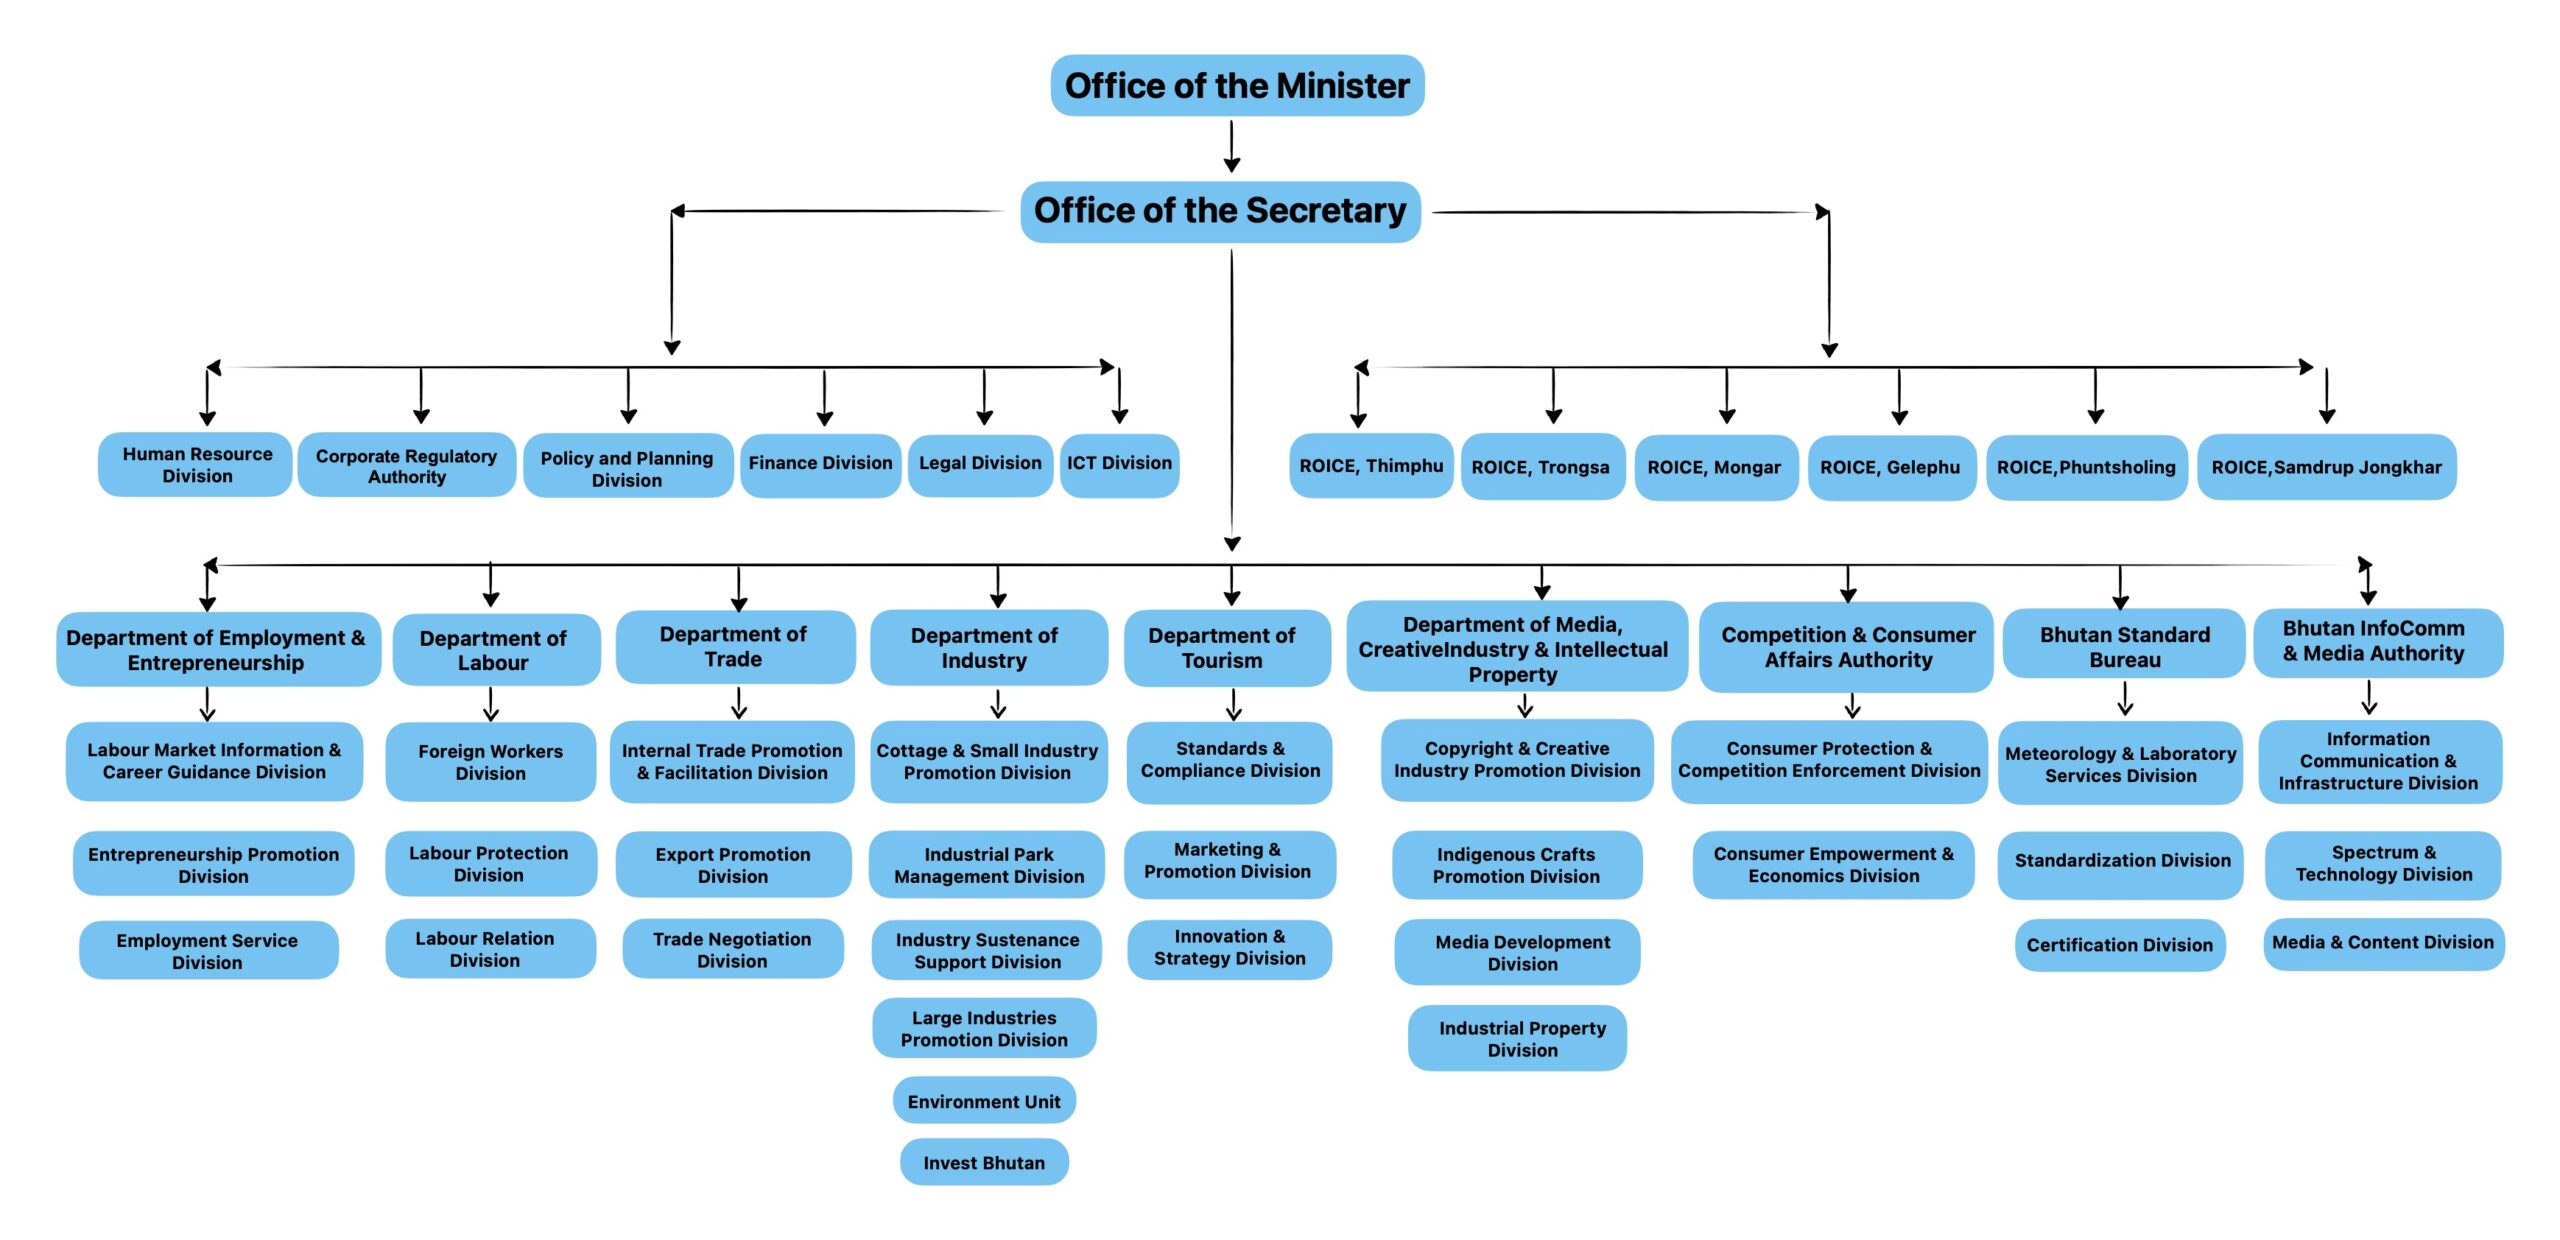 Office of the Minister
Office of the Secretary
Human Resource
Division
Corporate Regulatory
Authority
Policy and Planning
Division
Finance Division
Legal Division
ICT Division
ROICE, Thimphu
ROICE, Trongsa
ROICE, Mongar
ROICE, Gelephu
ROICE,Phuntsholing
ROICE,Samdrup Jongkhar
Department of Employment &
Entrepreneurship
Department of
Labour
Department of
Trade
Department of
Industry
Department of
Tourism
Department of Media,
CreativeIndustry & Intellectual
Property
Competition & Consumer
Affairs Authority
Bhutan Standard
Bureau
Bhutan InfoComm
& Media Authority
Labour Market Information &
Career Guidance Division
Foreign Workers
Division
Internal Trade Promotion
& Facilitation Division
Cottage & Small Industry
Promotion Division
Standards &
Compliance Division
Copyright & Creative
Industry Promotion Division
Consumer Protection &
Competition Enforcement Division
Meteorology & Laboratory
Services Division
Information
Communication &
Infrastructure Division
Entrepreneurship Promotion
Division
Labour Protection
Division
Export Promotion
Division
Industrial Park
Management Division
Marketing &
Promotion Division
Indigenous Crafts
Promotion Division
Consumer Empowerment &
Economics Division
Standardization Division
Spectrum &
Technology Division
Employment Service
Division
Labour Relation
Division
Trade Negotiation
Division
Industry Sustenance
Support Division
Innovation &
Strategy Division
Media Development
Division
Certification Division
Media & Content Division
Large Industries
Promotion Division
Industrial Property
Division
Environment Unit
Invest Bhutan